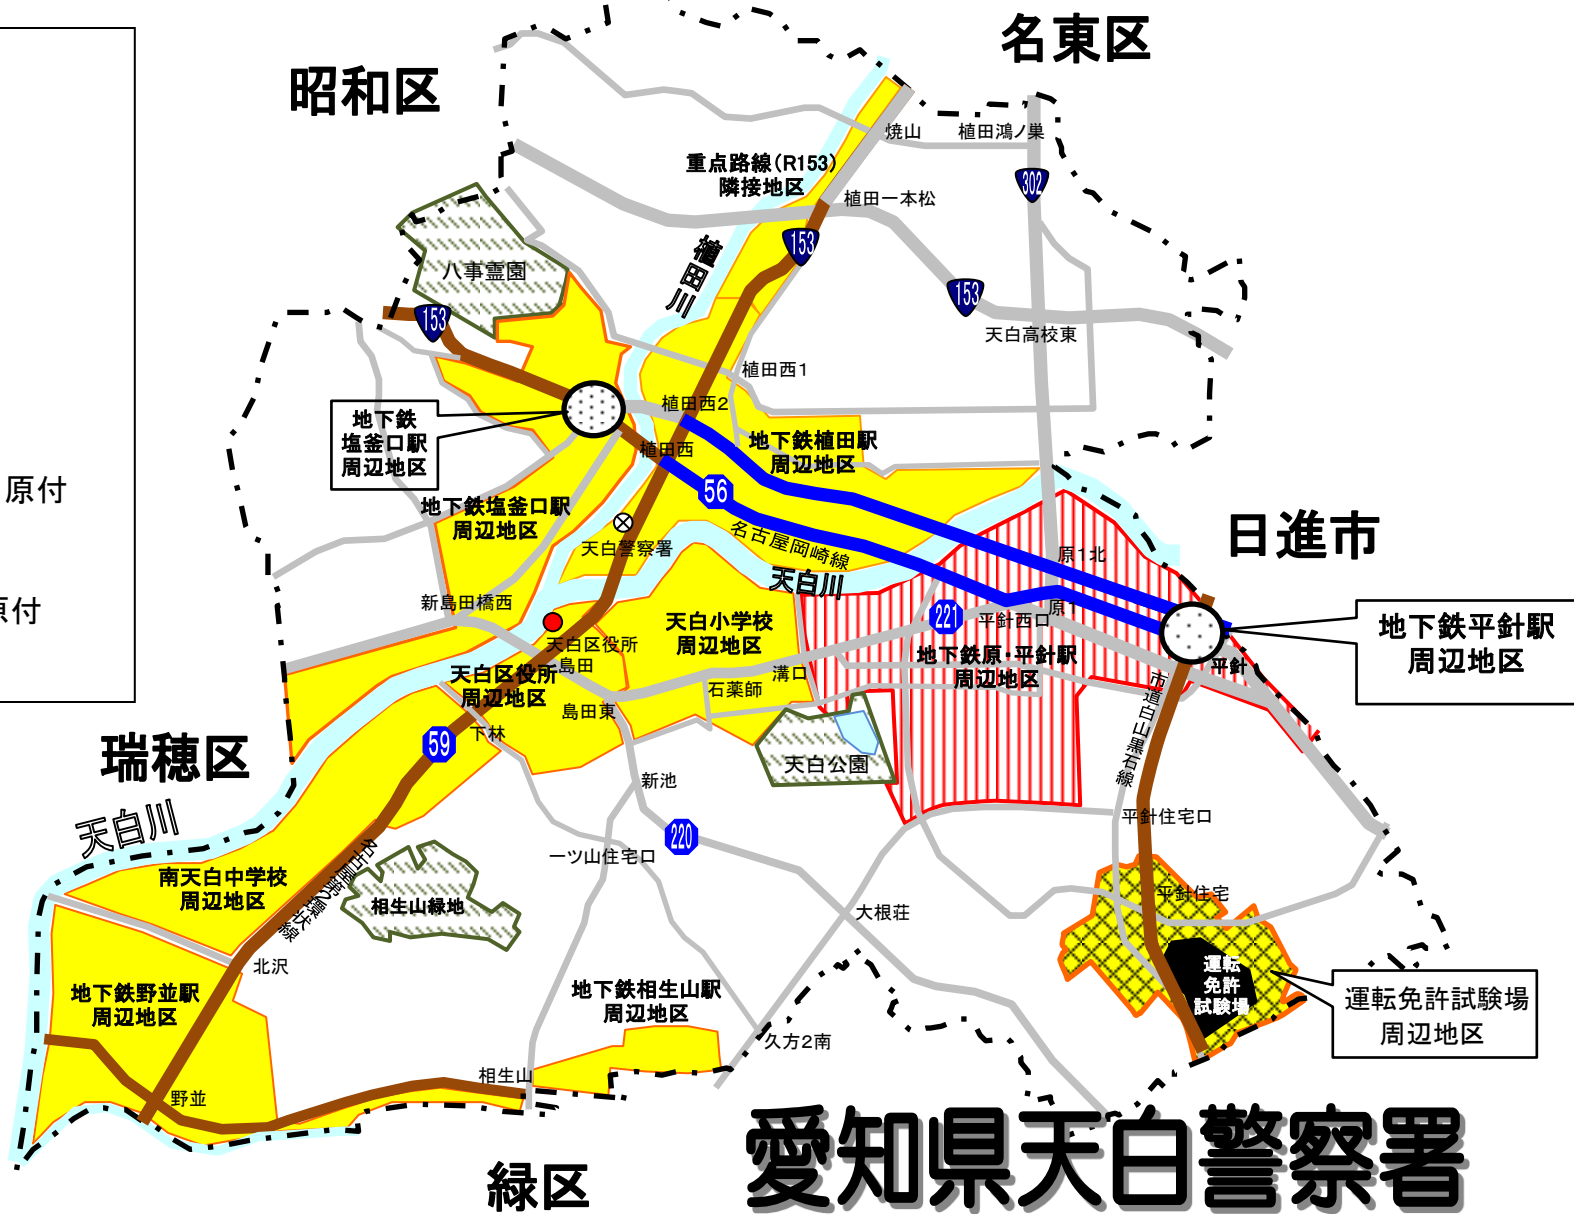 名東区
昭和区
焼山
植田鴻ノ巣
重点路線(R153)
隣接地区
302
植田一本松
153
植田川
八事霊園
153
153
天白高校東
植田西1
植田西2
地下鉄
塩釜口駅
周辺地区
植田西
地下鉄植田駅
周辺地区
56
原付
地下鉄塩釜口駅
周辺地区
天白警察署
名古屋岡崎線
天白川
日進市
原1北
原付
新島田橋西
221
原1
平針西口
天白小学校
周辺地区
天白区役所
島田
地下鉄原・平針駅
周辺地区
平針
地下鉄平針駅
周辺地区
天白区役所
周辺地区
石薬師
溝口
島田東
市道白山黒石線
瑞穂区
59
下林
天白公園
新池
天白川
220
平針住宅口
一ツ山住宅口
名古屋第2環状線
南天白中学校
周辺地区
相生山緑地
平針住宅
大根荘
北沢
地下鉄野並駅
周辺地区
地下鉄相生山駅
周辺地区
運転
免許
試験場
運転免許試験場
周辺地区
久方2南
相生山
野並
緑区
愛知県天白警察署